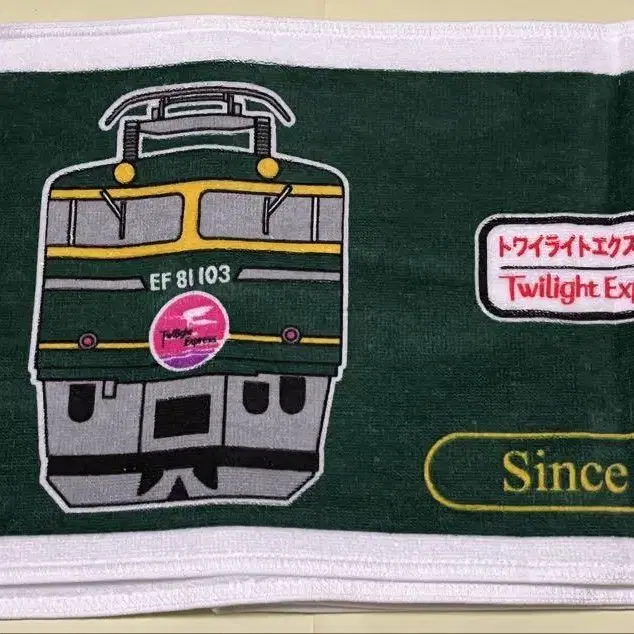 EF 81 103
Twilight
Express
トワイライトエクス
Twilight Exp
Since